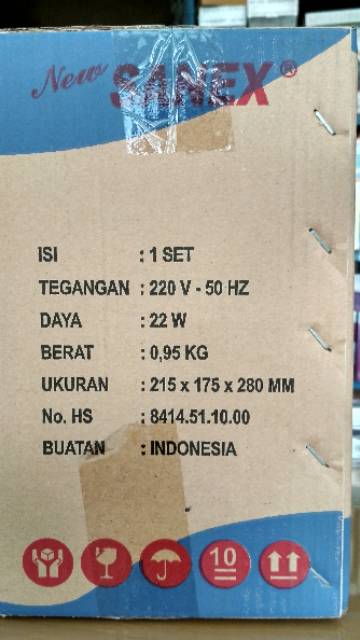 New SANEX®
ISI : 1 SET
TEGANGAN : 220 V - 50 HZ
DAYA : 22 W
BERAT : 0,95 KG
UKURAN : 215 x 175 x 280 MM
No. HS : 8414.51.10.00
BUATAN : INDONESIA
10